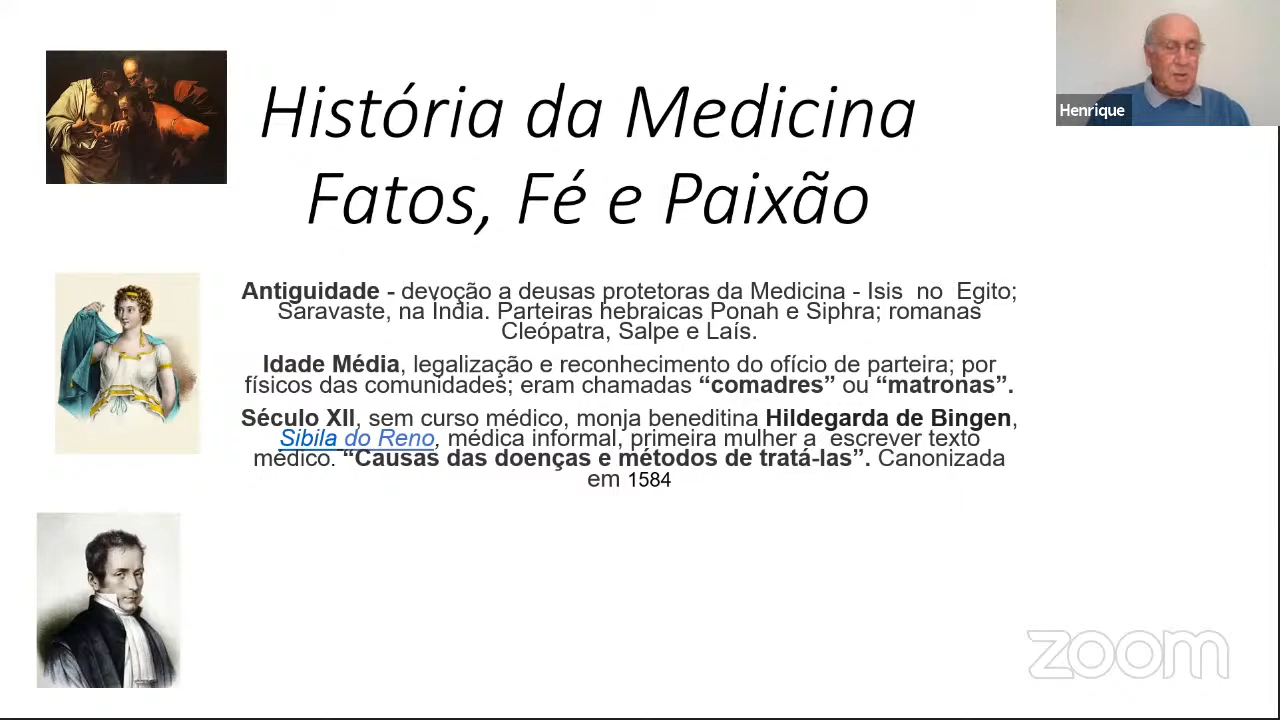 História da Medicina
Fatos, Fé e Paixão
Henrique
Antiguidade - devoção a deusas protetoras da Medicina - Isis no Egito;
Saravaste, na Índia. Parteiras hebraicas Ponah e Siphra; romanas
Cleópatra, Salpe e Laís.
Idade Média, legalização e reconhecimento do ofício de parteira; por
físicos das comunidades; eram chamadas “comadres” ou “matronas”.
Século XII, sem curso médico, monja beneditina Hildegarda de Bingen,
Sibila do Reno, médica informal, primeira mulher a escrever texto
médico. “Causas das doenças e métodos de tratá-las”. Canonizada
em 1584
zoom